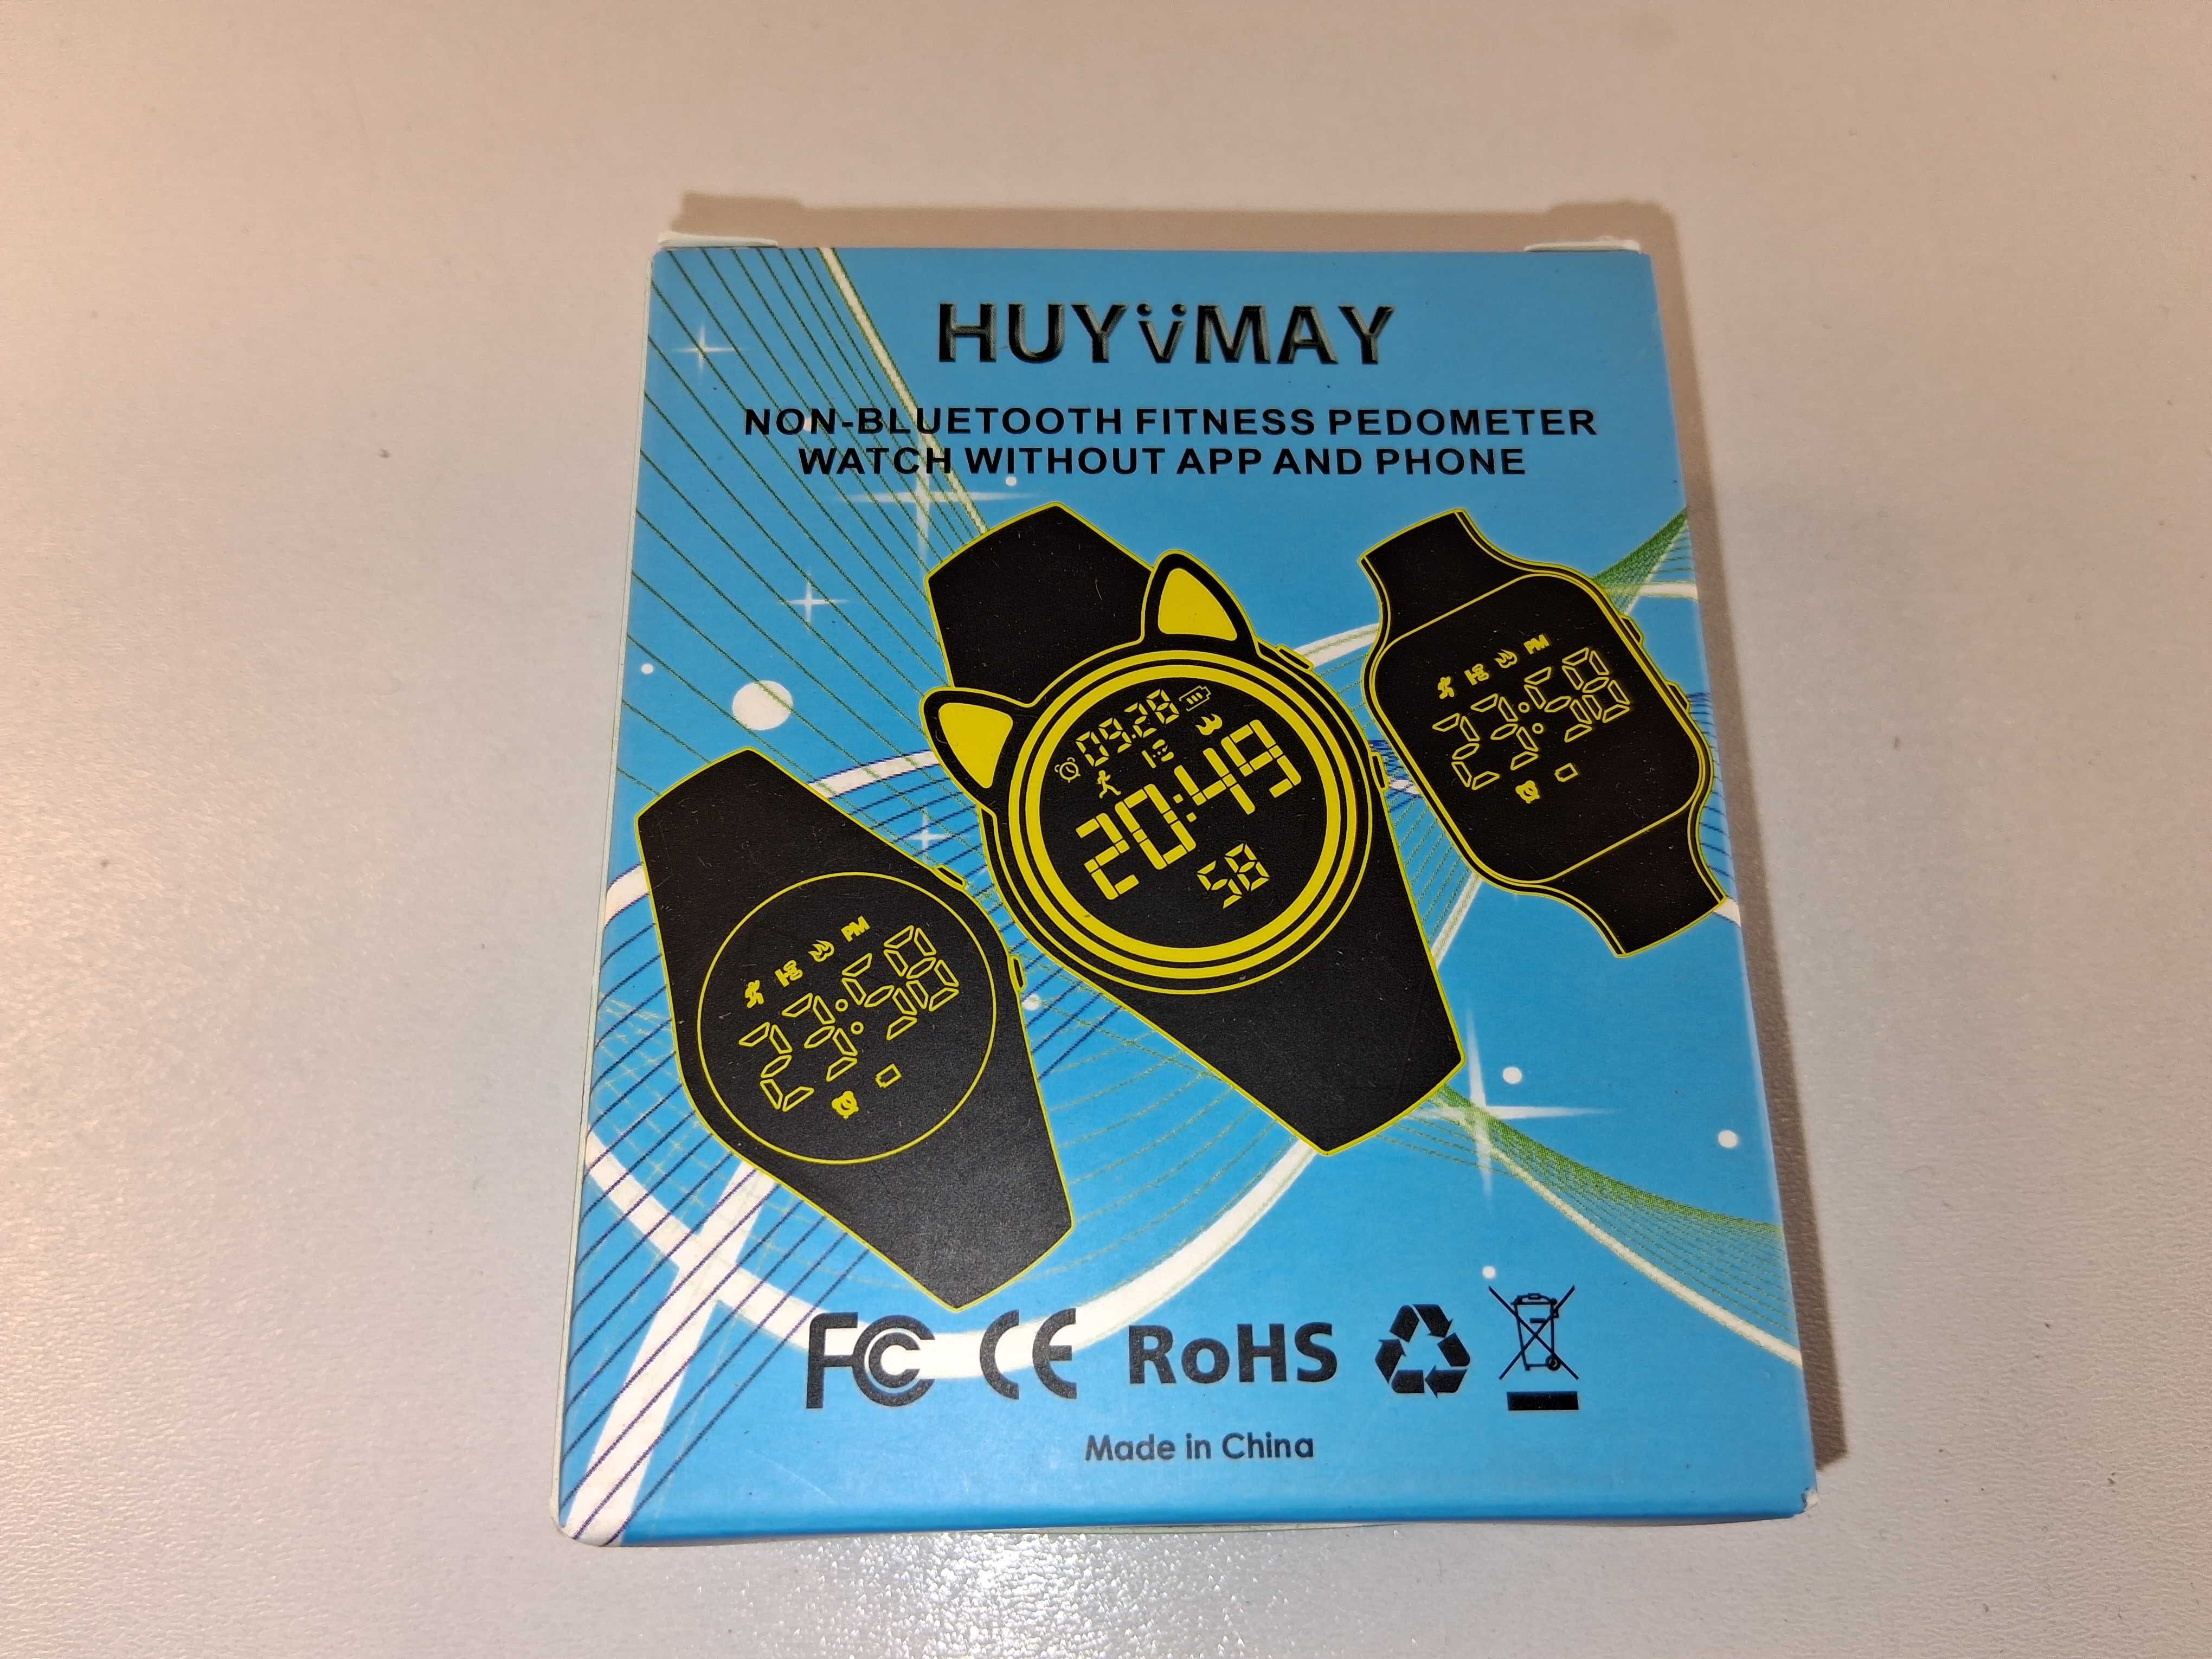 HUYVMAY
NON-BLUETOOTH FITNESS PEDOMETER
WATCH WITHOUT APP AND PHONE
PM
23:58
09.28
20:49
58
PM
23:58
FC CE RoHS
Made in China